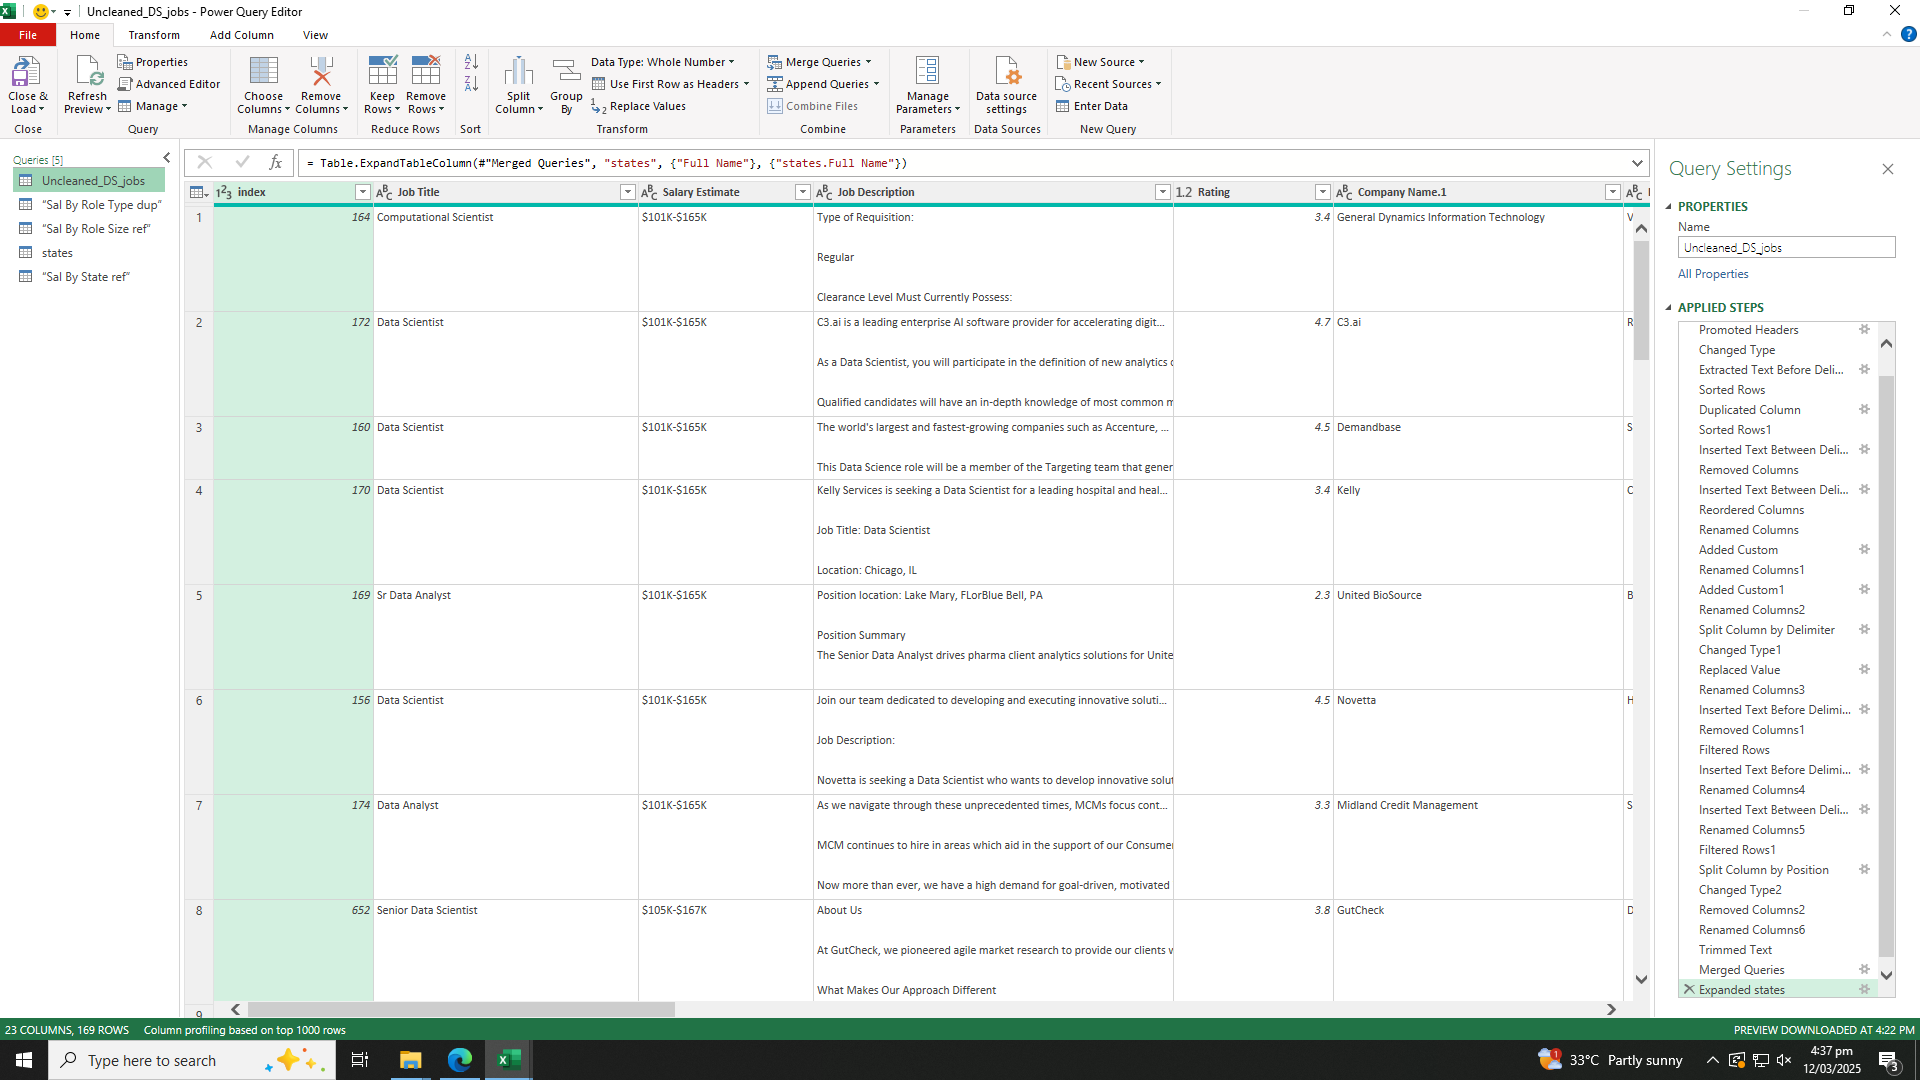 Uncleaned_DS_jobs - Power Query Editor
File
Home
Transform
Add Column
View
Close & Load
Refresh Preview
Properties
Advanced Editor
Manage
Choose Columns
Remove Columns
Keep Rows
Remove Rows
Split Column
Group By
Data Type: Whole Number
Use First Row as Headers
Replace Values
Merge Queries
Append Queries
Combine Files
Manage Parameters
Data source settings
New Source
Recent Sources
Enter Data
Close
Query
Manage Columns
Reduce Rows
Sort
Transform
Combine
Parameters
Data Sources
New Query
Queries [5]
Uncleaned_DS_jobs
"Sal By Role Type dup"
"Sal By Role Size ref"
states
"Sal By State ref"
= Table.ExpandTableColumn(#"Merged Queries", "states", {"Full Name"}, {"states.Full Name"})
index
Job Title
Salary Estimate
Job Description
1.2 Rating
Company Name.1
1 164 Computational Scientist $101K-$165K Type of Requisition: 3.4 General Dynamics Information Technology V
Regular
Clearance Level Must Currently Possess:
2 172 Data Scientist $101K-$165K C3.ai is a leading enterprise AI software provider for accelerating digit... 4.7 C3.ai R
As a Data Scientist, you will participate in the definition of new analytics
Qualified candidates will have an in-depth knowledge of most common m
3 160 Data Scientist $101K-$165K The world's largest and fastest-growing companies such as Accenture, ... 4.5 Demandbase S
This Data Science role will be a member of the Targeting team that gener
4 170 Data Scientist $101K-$165K Kelly Services is seeking a Data Scientist for a leading hospital and heal... 3.4 Kelly
Job Title: Data Scientist
Location: Chicago, IL
5 169 Sr Data Analyst $101K-$165K Position location: Lake Mary, FLorBlue Bell, PA 2.3 United BioSource B
Position Summary
The Senior Data Analyst drives pharma client analytics solutions for Unite
6 156 Data Scientist $101K-$165K Join our team dedicated to developing and executing innovative soluti... 4.5 Novetta H
Job Description:
Novetta is seeking a Data Scientist who wants to develop innovative solut
7 174 Data Analyst $101K-$165K As we navigate through these unprecedented times, MCMs focus cont... 3.3 Midland Credit Management S
MCM continues to hire in areas which aid in the support of our Consumer
Now more than ever, we have a high demand for goal-driven, motivated
8 652 Senior Data Scientist $105K-$167K About Us 3.8 GutCheck D
At GutCheck, we pioneered agile market research to provide our clients w
What Makes Our Approach Different
9
Query Settings
PROPERTIES
Name
Uncleaned_DS_jobs
All Properties
APPLIED STEPS
Promoted Headers
Changed Type
Extracted Text Before Deli...
Sorted Rows
Duplicated Column
Sorted Rows1
Inserted Text Between Deli...
Removed Columns
Inserted Text Between Deli...
Reordered Columns
Renamed Columns
Added Custom
Renamed Columns1
Added Custom1
Renamed Columns2
Split Column by Delimiter
Changed Type1
Replaced Value
Renamed Columns3
Inserted Text Before Delimi...
Removed Columns1
Filtered Rows
Inserted Text Before Delimi...
Renamed Columns4
Inserted Text Between Deli...
Renamed Columns5
Filtered Rows1
Split Column by Position
Changed Type2
Removed Columns2
Renamed Columns6
Trimmed Text
Merged Queries
Expanded states
23 COLUMNS, 169 ROWS
Column profiling based on top 1000 rows
PREVIEW DOWNLOADED AT 4:22 PM
Type here to search
33°C Partly sunny
4:37 pm
12/03/2025
3